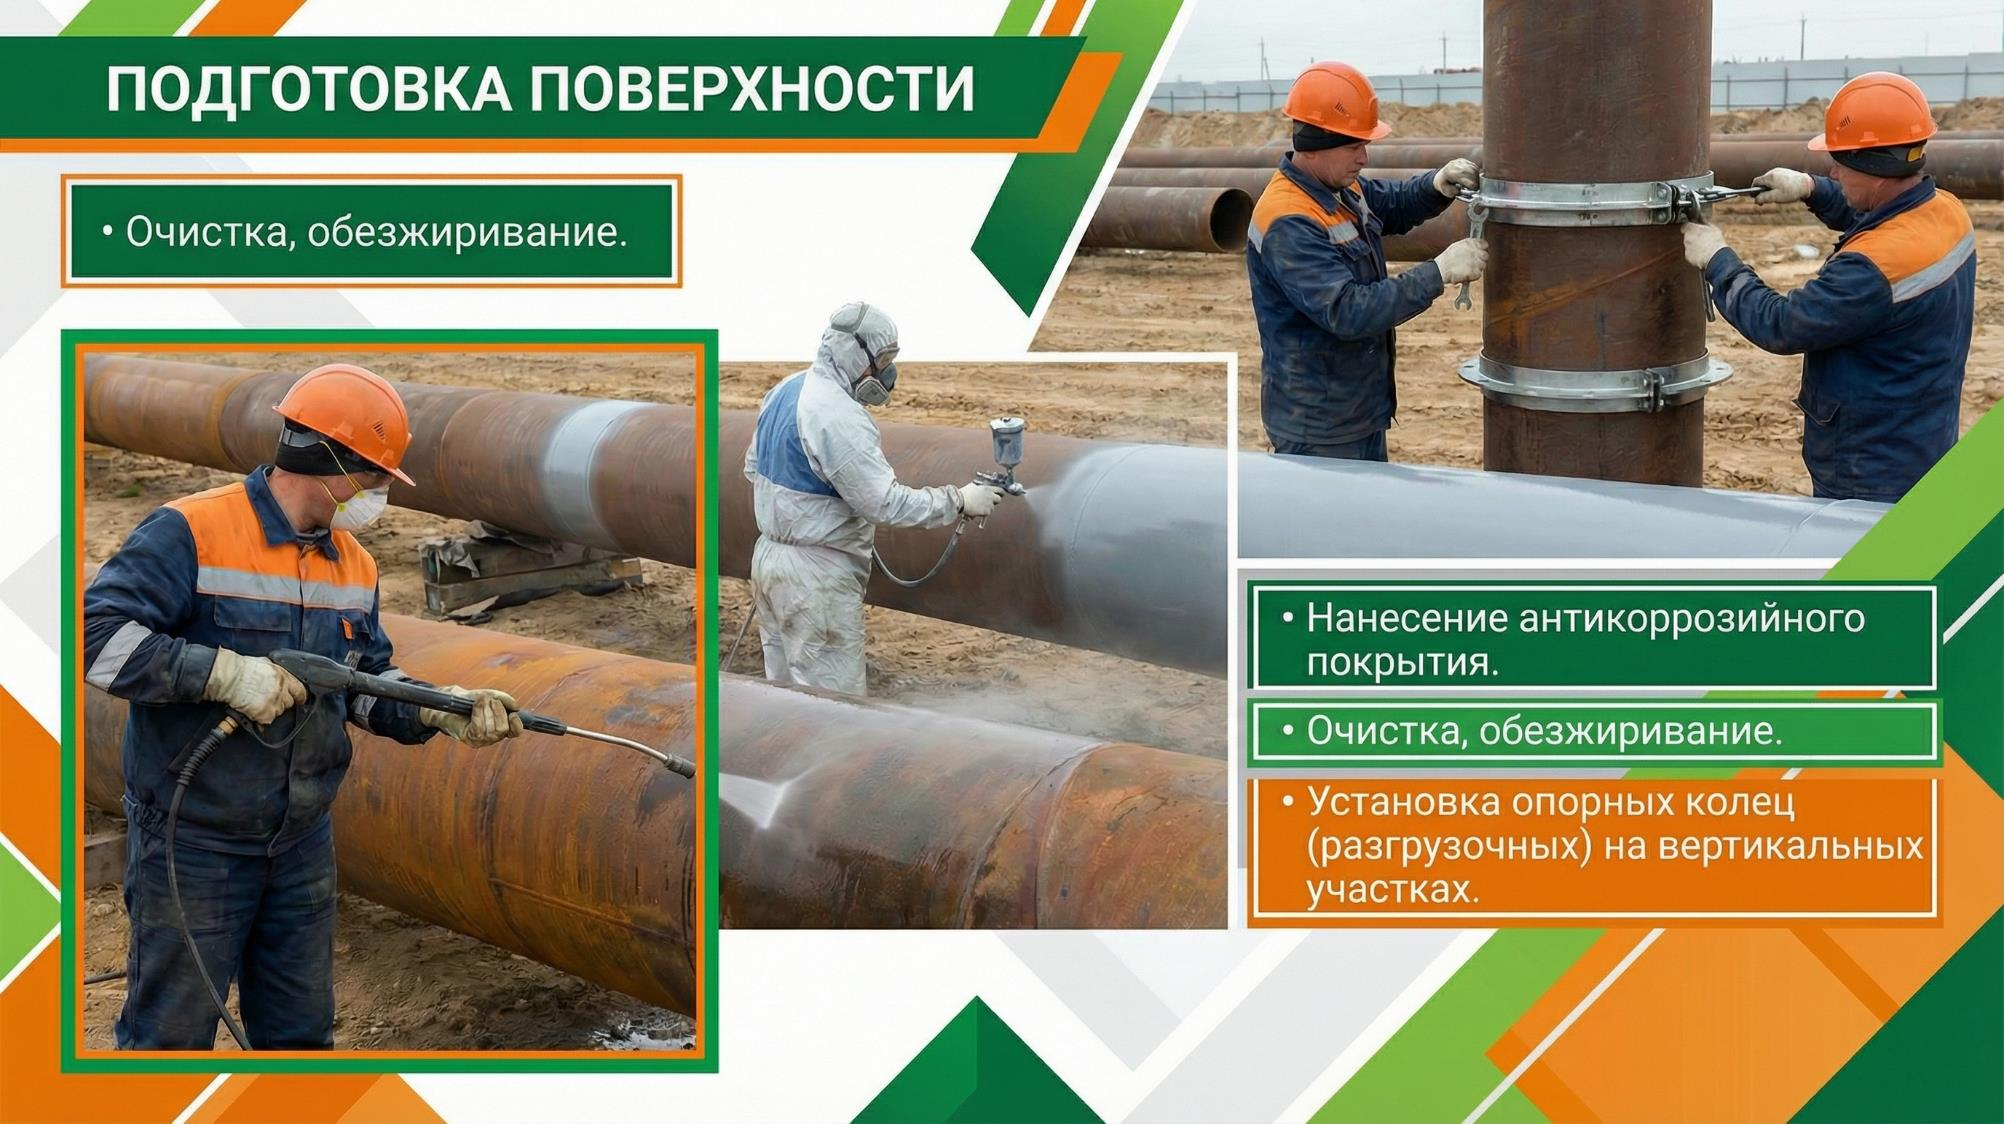 ПОДГОТОВКА ПОВЕРХНОСТИ
• Очистка, обезжиривание.
• Нанесение антикоррозийного
покрытия.
• Очистка, обезжиривание.
• Установка опорных колец
(разгрузочных) на вертикальных
участках.